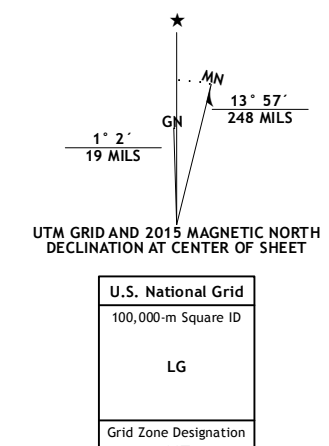 ★
MN
GN
13° 57´
248 MILS
1° 2´
19 MILS
UTM GRID AND 2015 MAGNETIC NORTH
DECLINATION AT CENTER OF SHEET
U.S. National Grid
100,000-m Square ID
LG
Grid Zone Designation